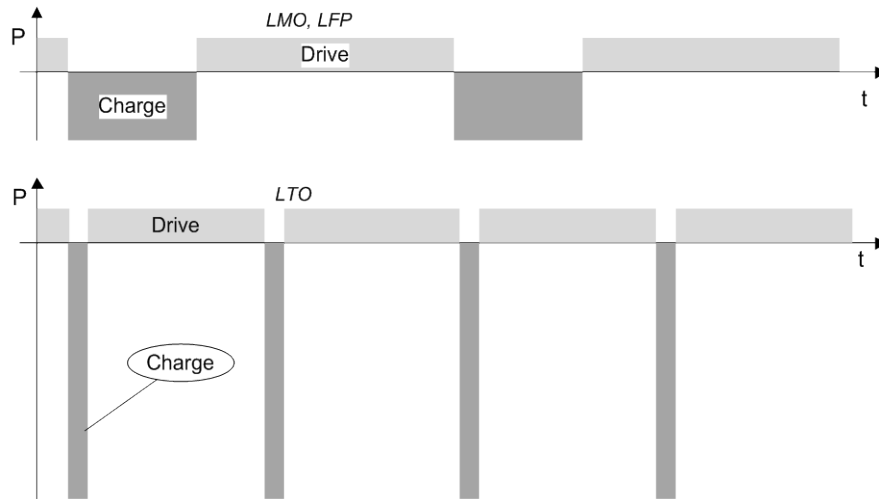 LMO, LFP
P
Drive
Charge
t
P
LTO
Drive
t
Charge